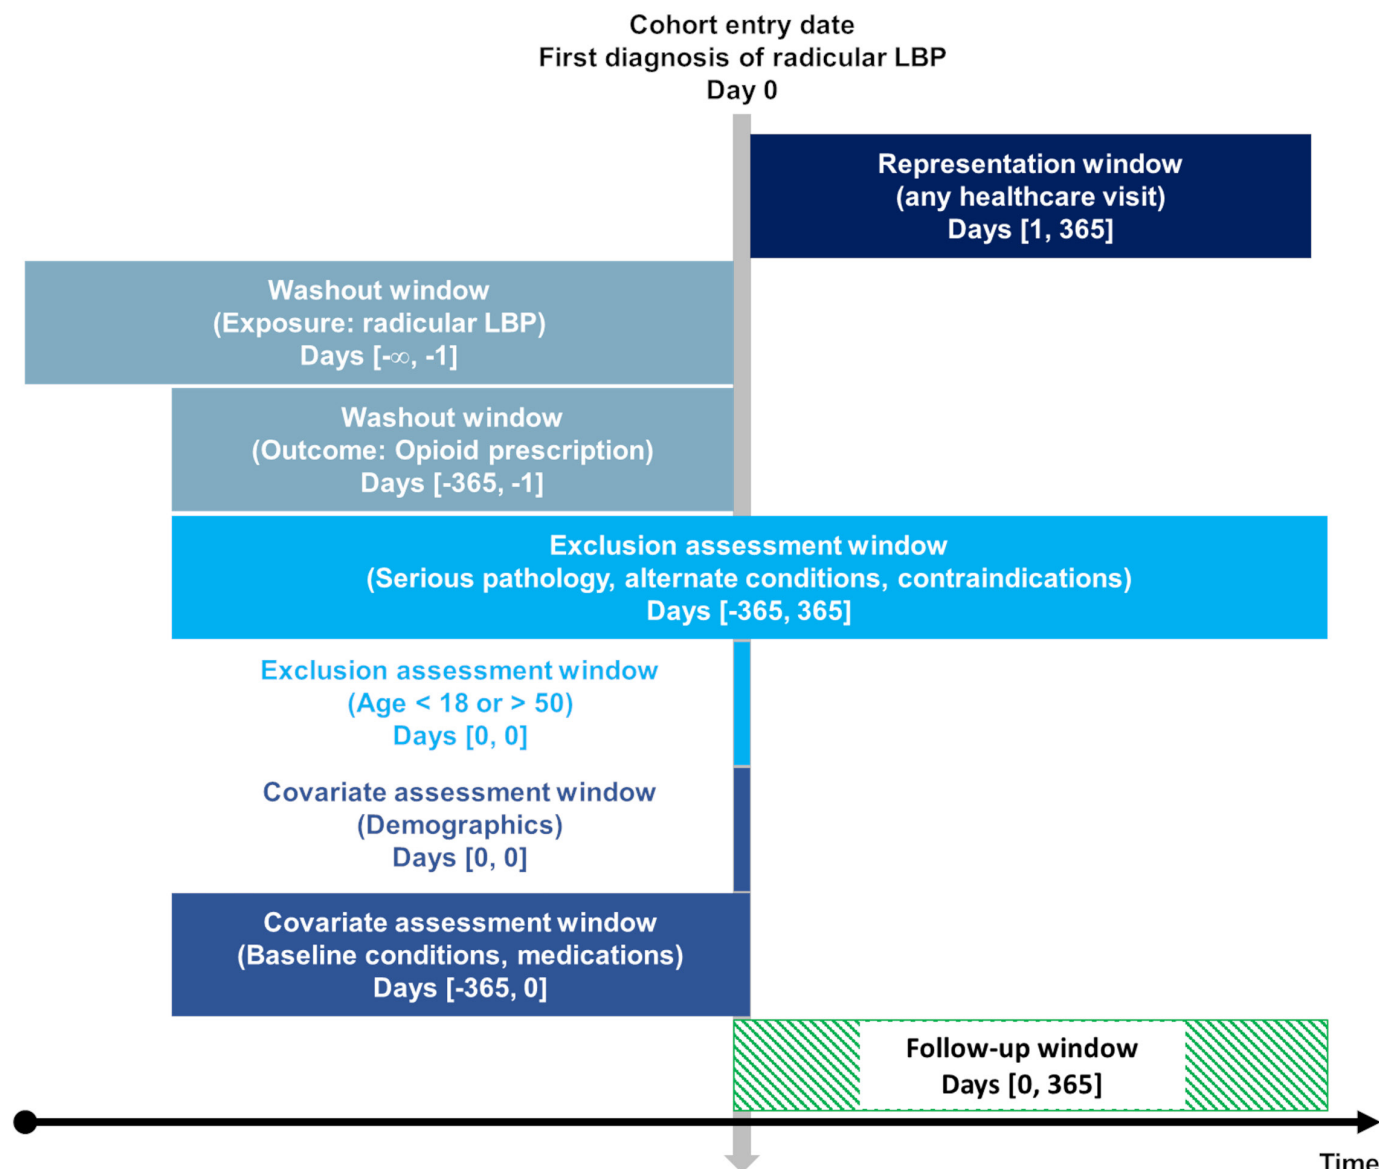 Cohort entry date
First diagnosis of radicular LBP
Day 0
Representation window
(any healthcare visit)
Days [1, 365]
Washout window
(Exposure: radicular LBP)
Days [-∞, -1]
Washout window
(Outcome: Opioid prescription)
Days [-365, -1]
Exclusion assessment window
(Serious pathology, alternate conditions, contraindications)
Days [-365, 365]
Exclusion assessment window
(Age < 18 or > 50)
Days [0, 0]
Covariate assessment window
(Demographics)
Days [0, 0]
Covariate assessment window
(Baseline conditions, medications)
Days [-365, 0]
Follow-up window
Days [0, 365]
Time